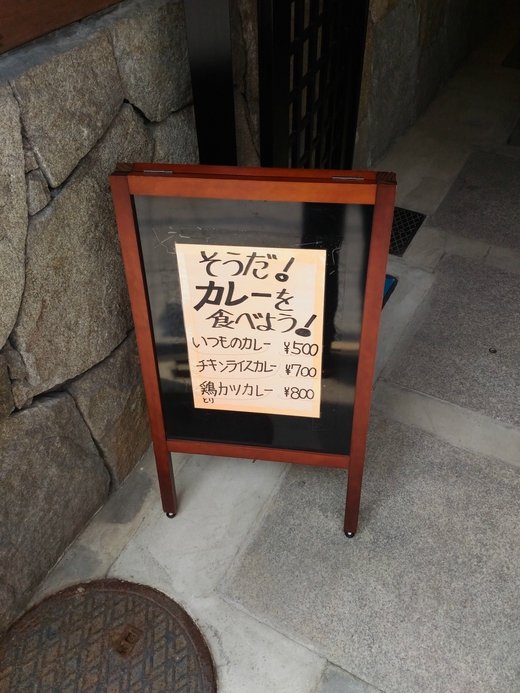 そうだ!
カレーを
食べよう!
いつものカレー ¥500
チキンライスカレー ¥700
鶏カツカレー ¥800
とり